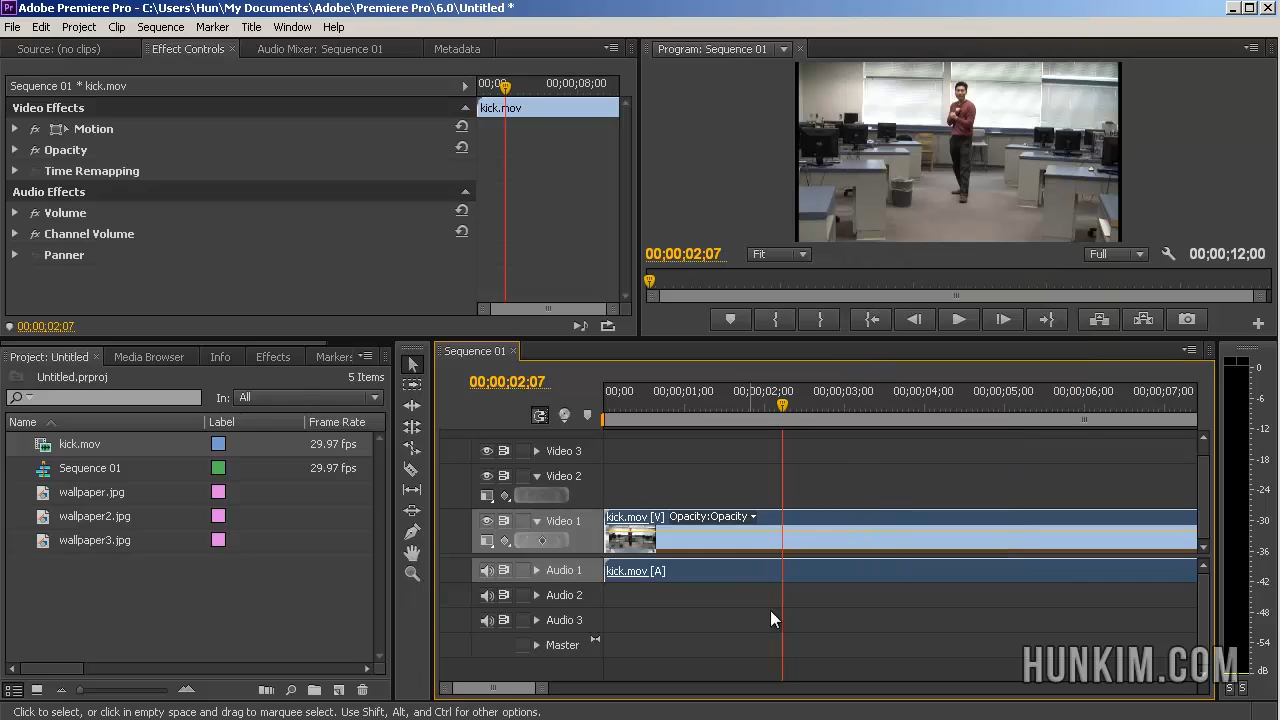 Adobe Premiere Pro - C:\Users\Hun\My Documents\Adobe\Premiere Pro\6.0\Untitled *
File Edit Project Clip Sequence Marker Title Window Help
Source: (no clips) Effect Controls Audio Mixer: Sequence 01 Metadata
Program: Sequence 01
Sequence 01 * kick.mov
00;00 00;00;08;00
Video Effects
kick.mov
fx Motion
fx Opacity
Time Remapping
Audio Effects
fx Volume
fx Channel Volume
Panner
00;00;02;07
00;00;02;07 Fit Full 00;00;12;00
Project: Untitled Media Browser Info Effects Markers
Untitled.prproj 5 Items
In: All
Name Label Frame Rate
kick.mov 29.97 fps
Sequence 01 29.97 fps
wallpaper.jpg
wallpaper2.jpg
wallpaper3.jpg
Sequence 01
00;00;02;07
00;00 00;00;01;00 00;00;02;00 00;00;03;00 00;00;04;00 00;00;05;00 00;00;06;00 00;00;07;00
Video 3
Video 2
Video 1
kick.mov [V] Opacity:Opacity
Audio 1
kick.mov [A]
Audio 2
Audio 3
Master
0
-6
-12
-18
-24
-30
-36
-42
-48
-54
dB
S S
HUNKIM.COM
Click to select, or click in empty space and drag to marquee select. Use Shift, Alt, and Ctrl for other options.